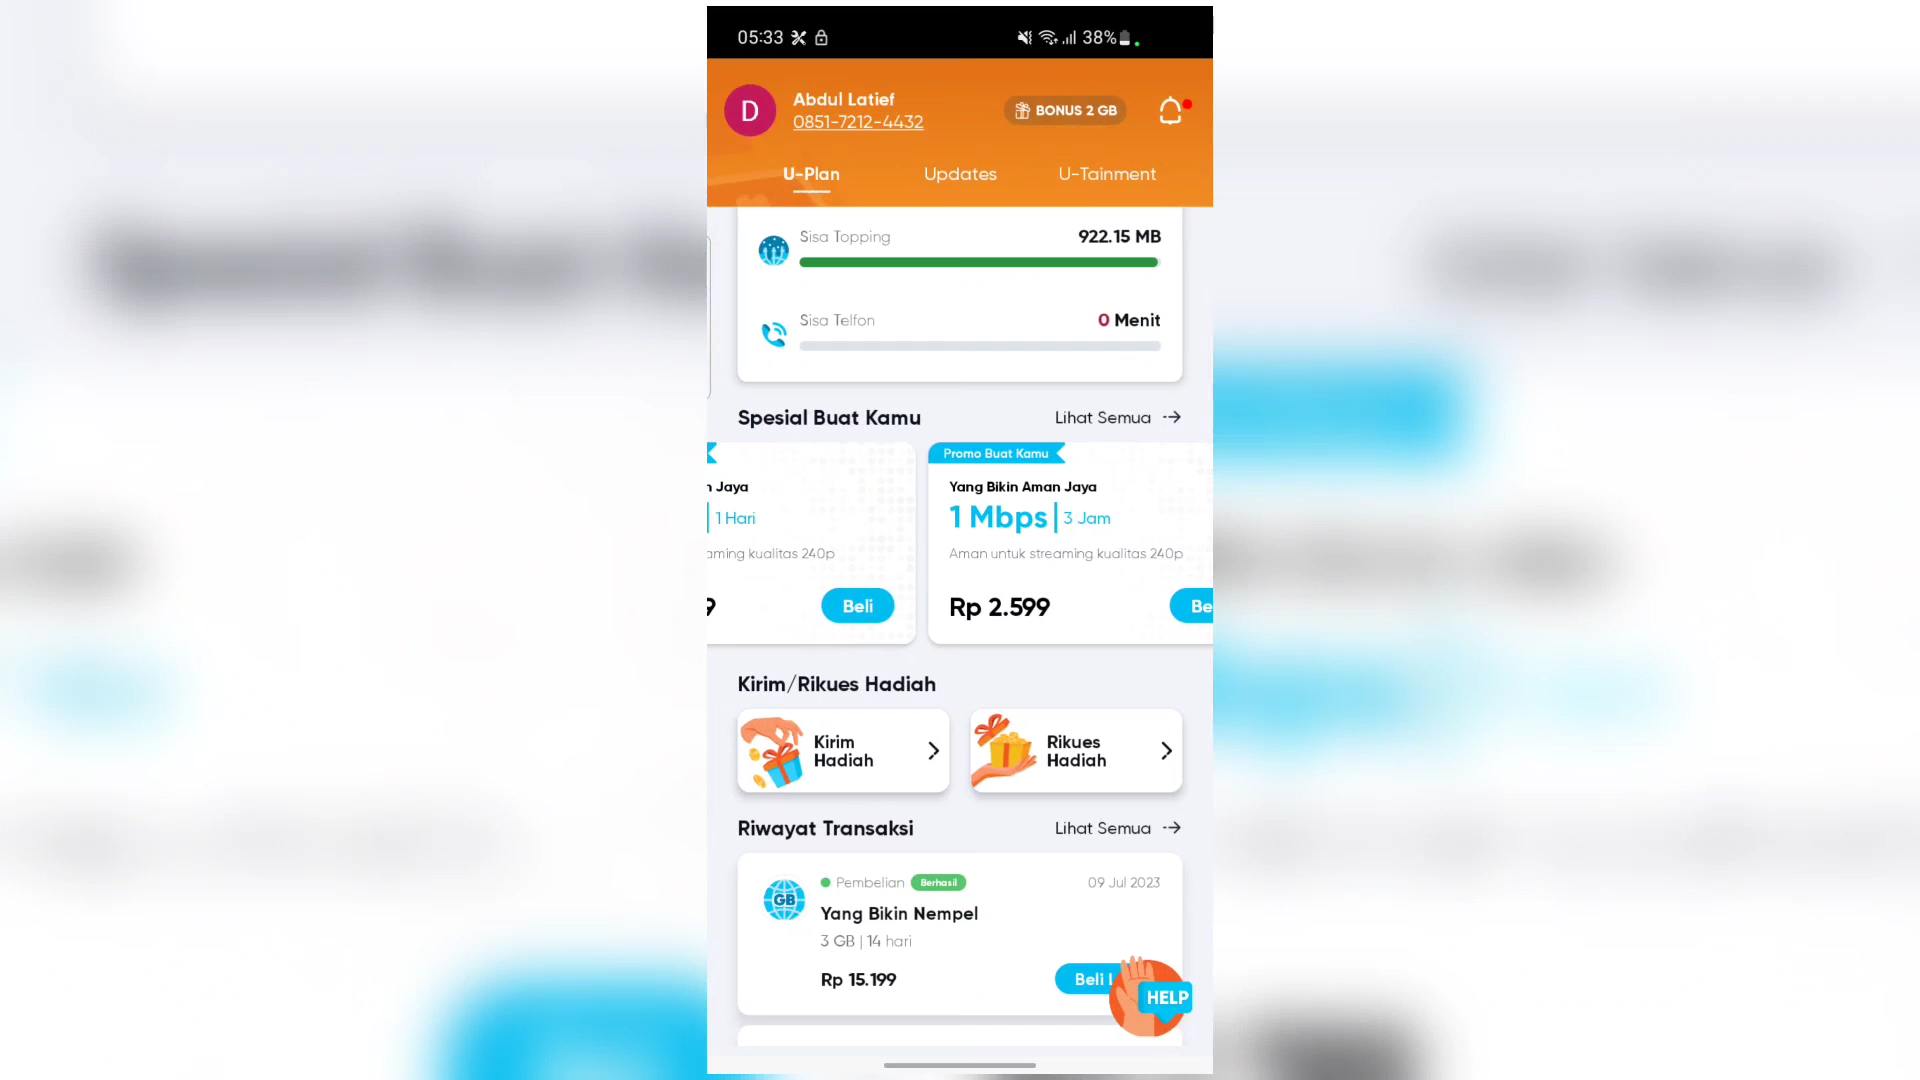 05:33
38%
D
Abdul Latief
0851-7212-4432
BONUS 2 GB
U-Plan
Updates
U-Tainment
Sisa Topping
922.15 MB
Sisa Telfon
0 Menit
Spesial Buat Kamu
Lihat Semua
Jaya
1 Hari
kualitas 240p
Beli
Promo Buat Kamu
Yang Bikin Aman Jaya
1 Mbps
3 Jam
Aman untuk streaming kualitas 240p
Rp 2.599
Kirim/Rikues Hadiah
Kirim
Hadiah
Rikues
Hadiah
Riwayat Transaksi
Lihat Semua
Pembelian
Berhasil
09 Jul 2023
GB
Yang Bikin Nempel
3 GB | 14 hari
Rp 15.199
Beli
HELP